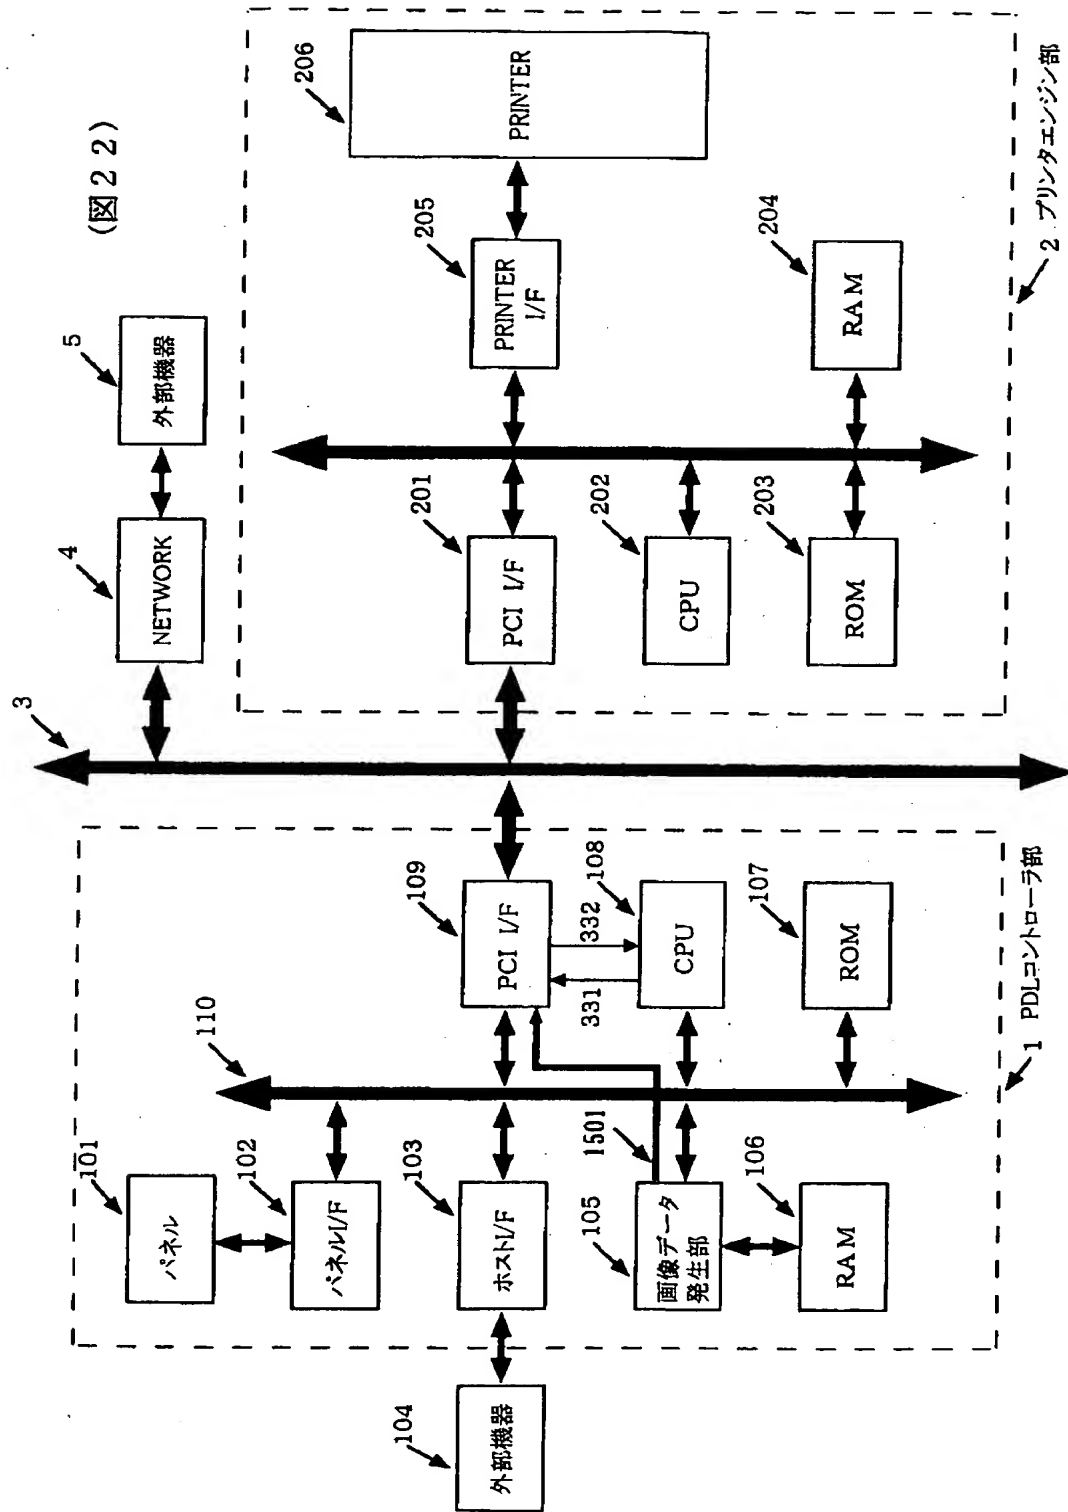 (図22)
101
パネル
102
パネルI/F
103
ホストI/F
104
外部機器
105
画像データ
発生部
106
RAM
1501
110
109
PCI I/F
331
332
108
CPU
107
ROM
1 PDLコントローラ部
3
4
NETWORK
5
外部機器
201
PCI I/F
202
CPU
203
ROM
204
RAM
205
PRINTER
I/F
206
PRINTER
2 プリンタエンジン部